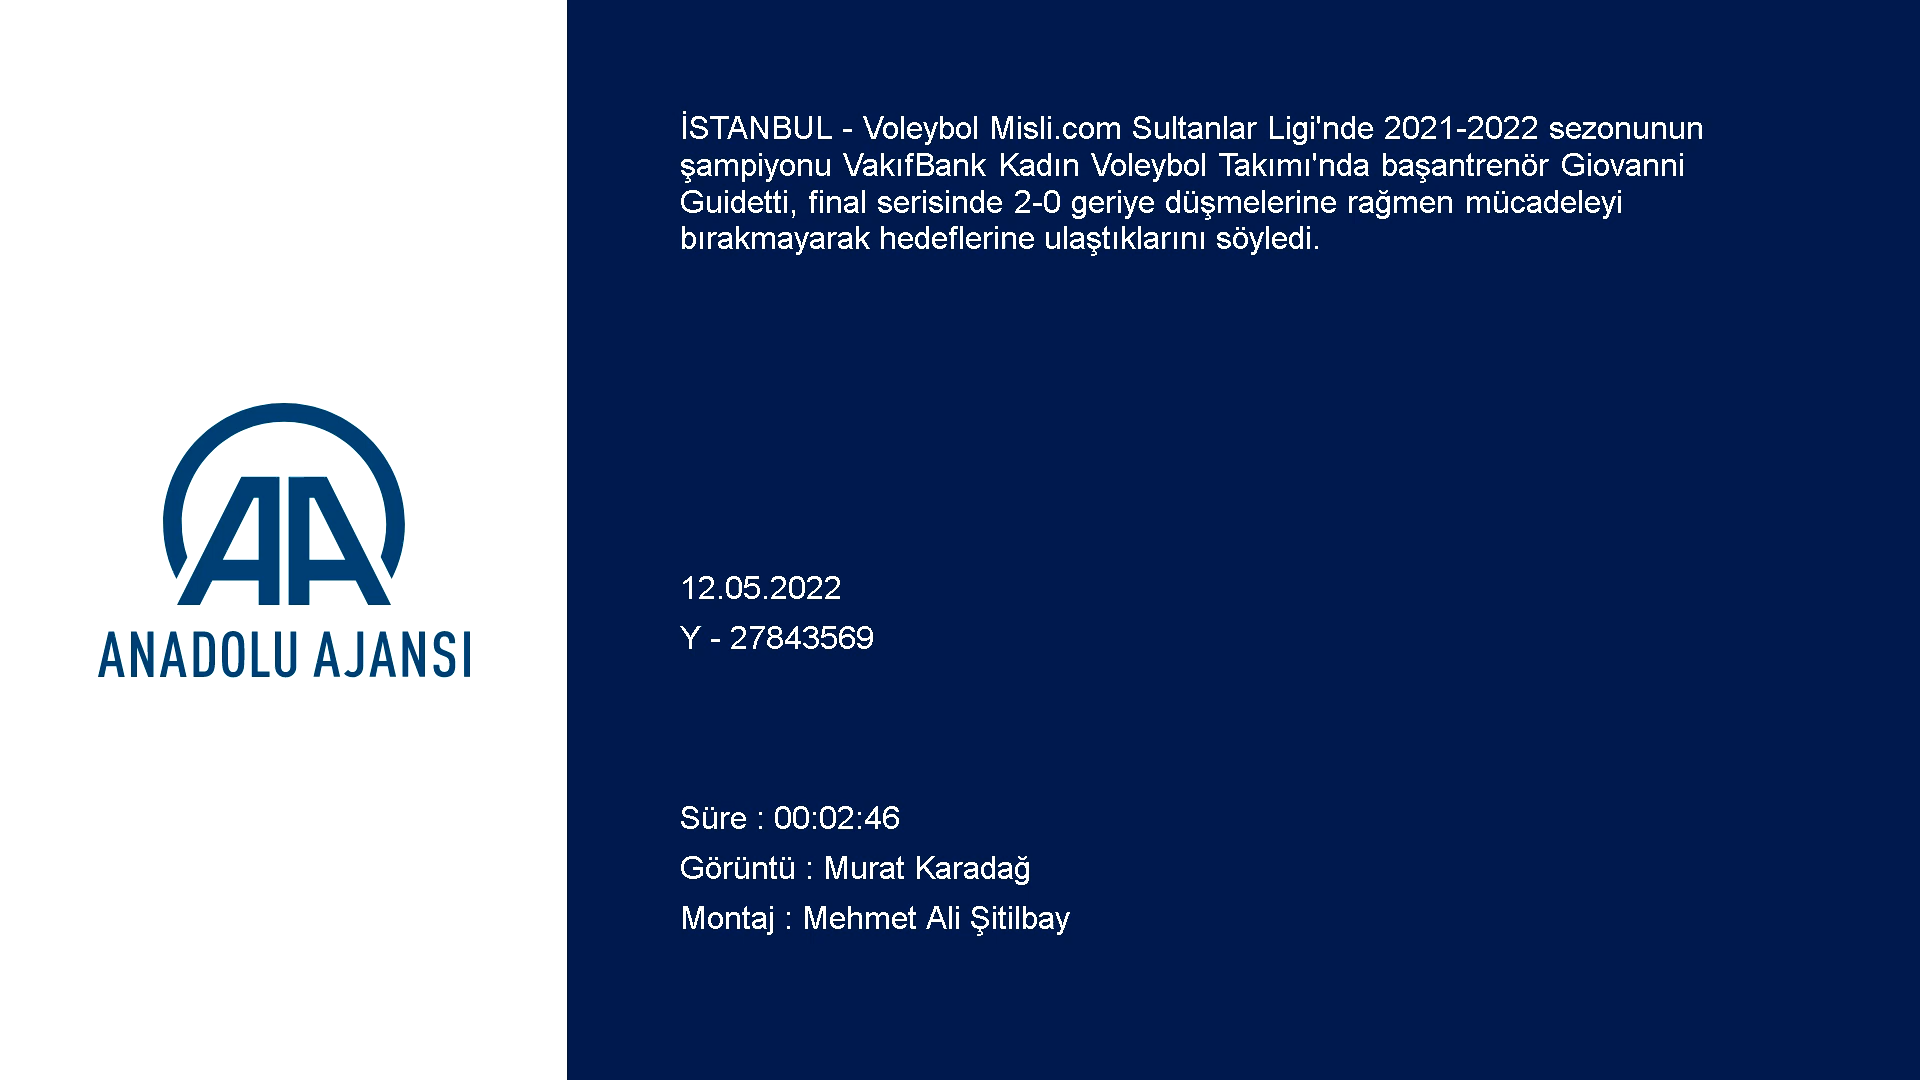 İSTANBUL - Voleybol Misli.com Sultanlar Ligi'nde 2021-2022 sezonunun
şampiyonu VakıfBank Kadın Voleybol Takımı'nda başantrenör Giovanni
Guidetti, final serisinde 2-0 geriye düşmelerine rağmen mücadeleyi
bırakmayarak hedeflerine ulaştıklarını söyledi.
AA
ANADOLU AJANSI
12.05.2022
Y - 27843569
Süre : 00:02:46
Görüntü : Murat Karadağ
Montaj : Mehmet Ali Şitilbay